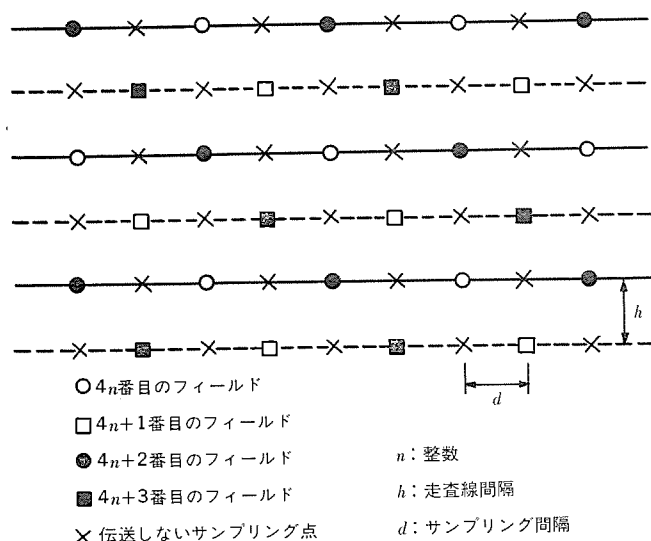 h
d
○ 4n番目のフィールド
□ 4n+1番目のフィールド
● 4n+2番目のフィールド
■ 4n+3番目のフィールド
× 伝送しないサンプリング点
n：整数
h：走査線間隔
d：サンプリング間隔